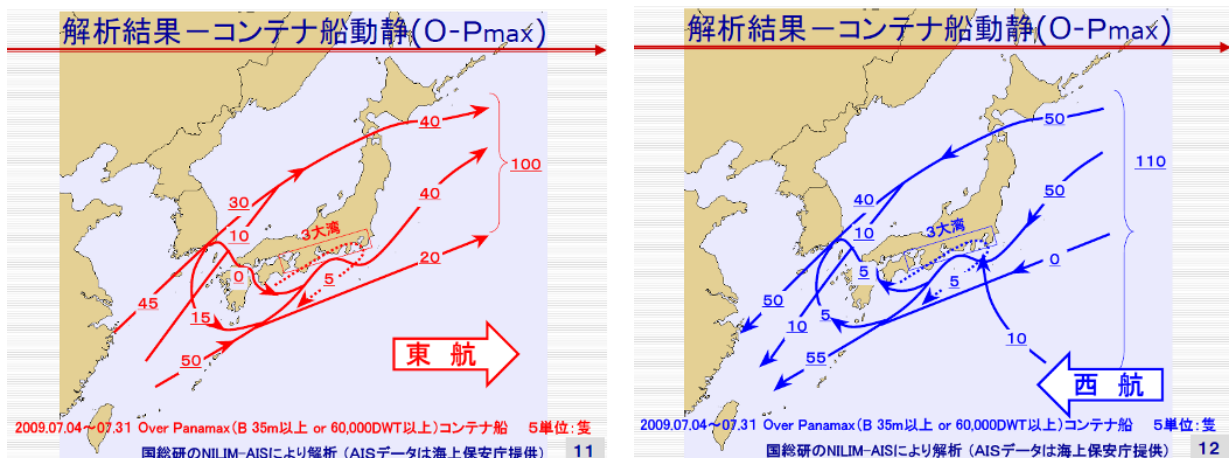 解析結果－コンテナ船動静(O-Pmax)
40
100
40
30
10
3大湾
20
0
5
45
15
50
東 航
2009.07.04～07.31 Over Panamax(B 35m以上 or 60,000DWT以上)コンテナ船 5単位:隻
国総研のNILIM-AISにより解析 (AISデータは海上保安庁提供) 11
解析結果－コンテナ船動静(O-Pmax)
50
110
50
40
10
3大湾
0
5
5
50
5
10
10
55
西 航
2009.07.04～07.31 Over Panamax(B 35m以上 or 60,000DWT以上)コンテナ船 5単位:隻
国総研のNILIM-AISにより解析 (AISデータは海上保安庁提供) 12